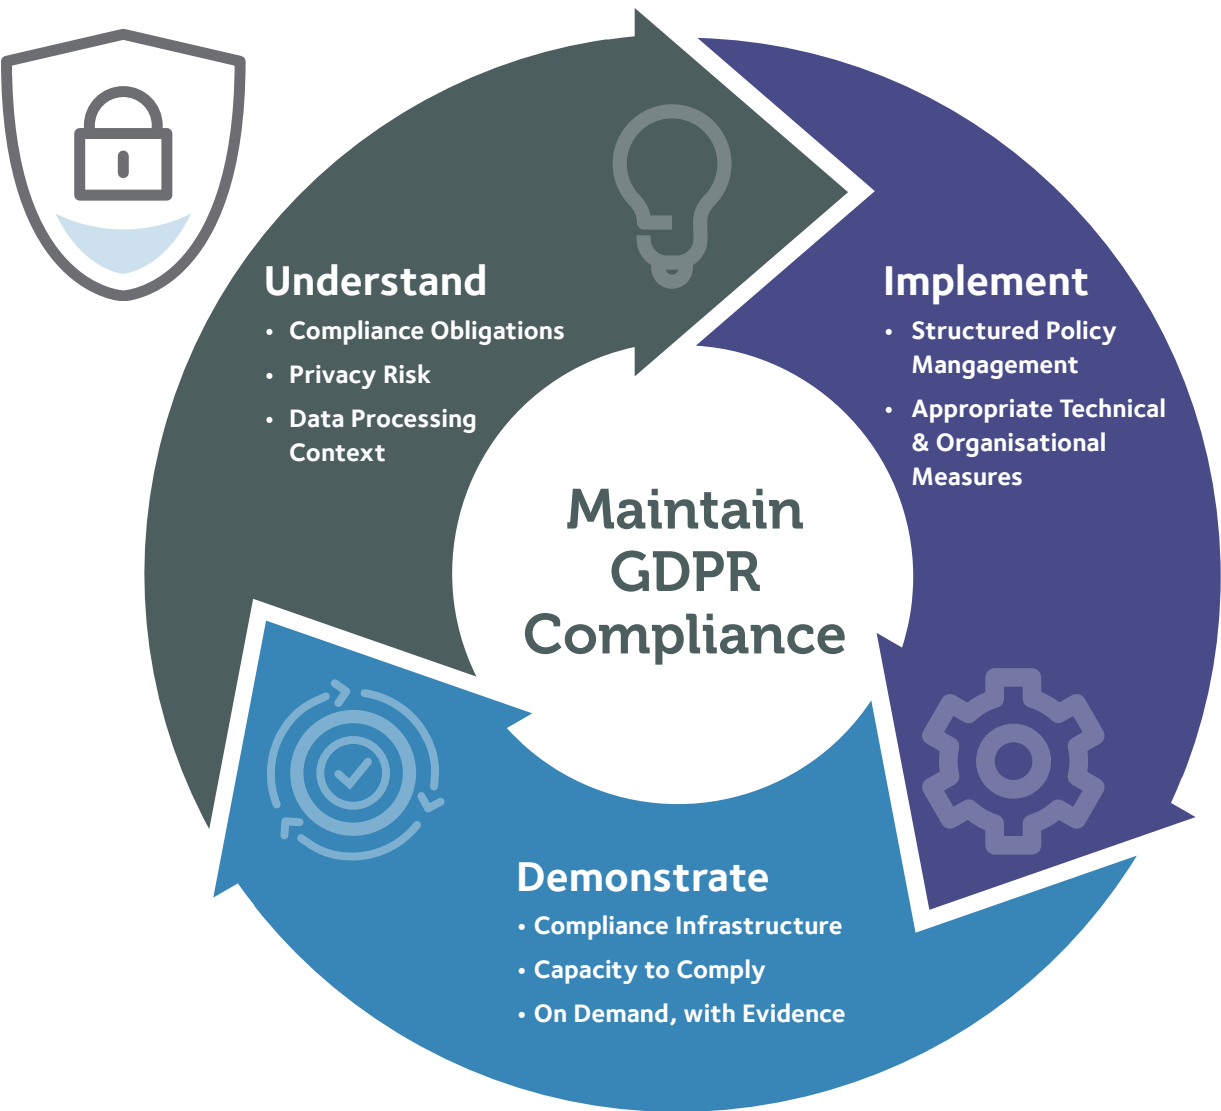 Understand
• Compliance Obligations
• Privacy Risk
• Data Processing
Context
Implement
• Structured Policy
Mangagement
• Appropriate Technical
& Organisational
Measures
Maintain
GDPR
Compliance
Demonstrate
• Compliance Infrastructure
• Capacity to Comply
• On Demand, with Evidence